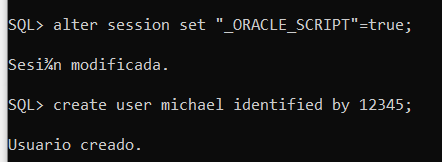 SQL> alter session set "_ORACLE_SCRIPT"=true;
Sesi¾n modificada.
SQL> create user michael identified by 12345;
Usuario creado.